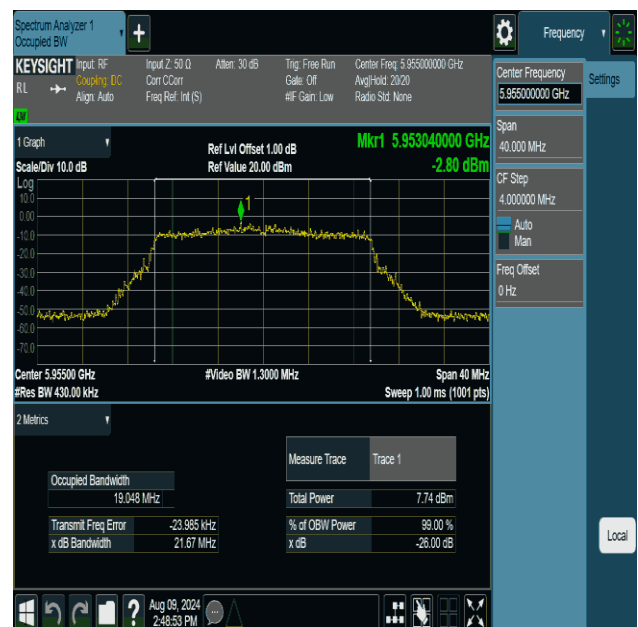 Spectrum Analyzer 1
Occupied BW
+
Frequency
KEYSIGHT
RL
Input: RF
Coupling: DC
Align: Auto
Input Z: 50 Ω
Corr CCorr
Freq Ref: Int (S)
Atten: 30 dB
Trig: Free Run
Gate: Off
#IF Gain: Low
Center Freq: 5.955000000 GHz
Avg|Hold: 20/20
Radio Std: None
Center Frequency
5.955000000 GHz
Settings
Span
40.000 MHz
CF Step
4.000000 MHz
Auto
Man
Freq Offset
0 Hz
Local
1 Graph
Scale/Div 10.0 dB
Ref Lvl Offset 1.00 dB
Ref Value 20.00 dBm
Mkr1 5.953040000 GHz
-2.80 dBm
Log
10.0
0.00
-10.0
-20.0
-30.0
-40.0
-50.0
-60.0
-70.0
1
Center 5.95500 GHz
#Res BW 430.00 kHz
#Video BW 1.3000 MHz
Span 40 MHz
Sweep 1.00 ms (1001 pts)
2 Metrics
Measure Trace Trace 1
Occupied Bandwidth
19.048 MHz
Total Power 7.74 dBm
Transmit Freq Error -23.985 kHz
% of OBW Power 99.00 %
x dB Bandwidth 21.67 MHz
x dB -26.00 dB
?
Aug 09, 2024
2:48:53 PM